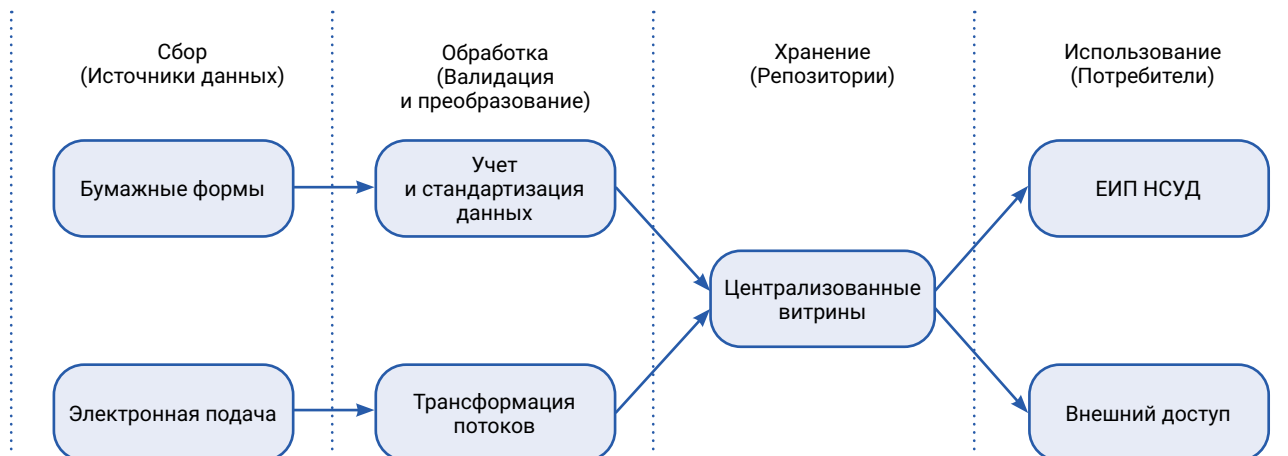 Сбор
(Источники данных)
Обработка
(Валидация
и преобразование)
Хранение
(Репозитории)
Использование
(Потребители)
Бумажные формы
Учет
и стандартизация
данных
ЕИП НСУД
Централизованные
витрины
Электронная подача
Трансформация
потоков
Внешний доступ